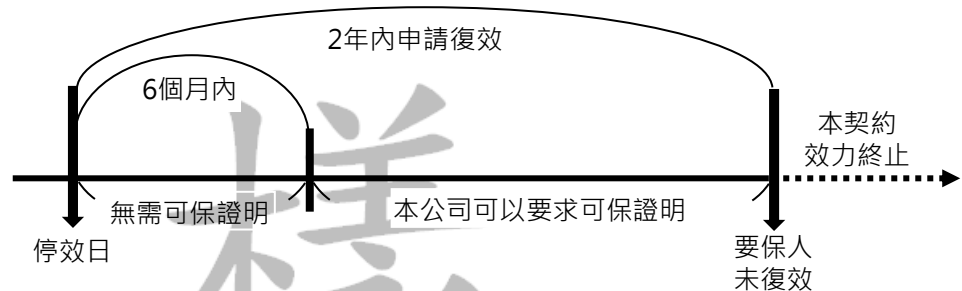 2年內申請復效
6個月內
本契約
效力終止
無需可保證明
本公司可以要求可保證明
停效日
要保人
未復效
樣